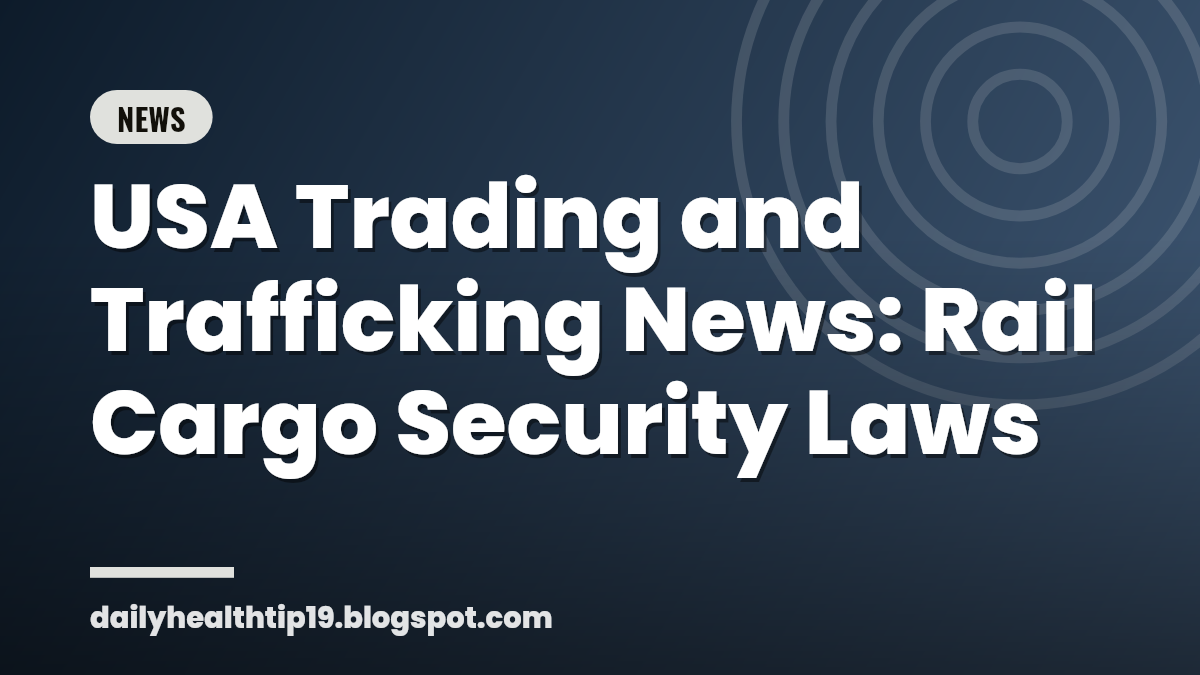 NEWS
USA Trading and
Trafficking News: Rail
Cargo Security Laws
dailyhealthtip19.blogspot.com